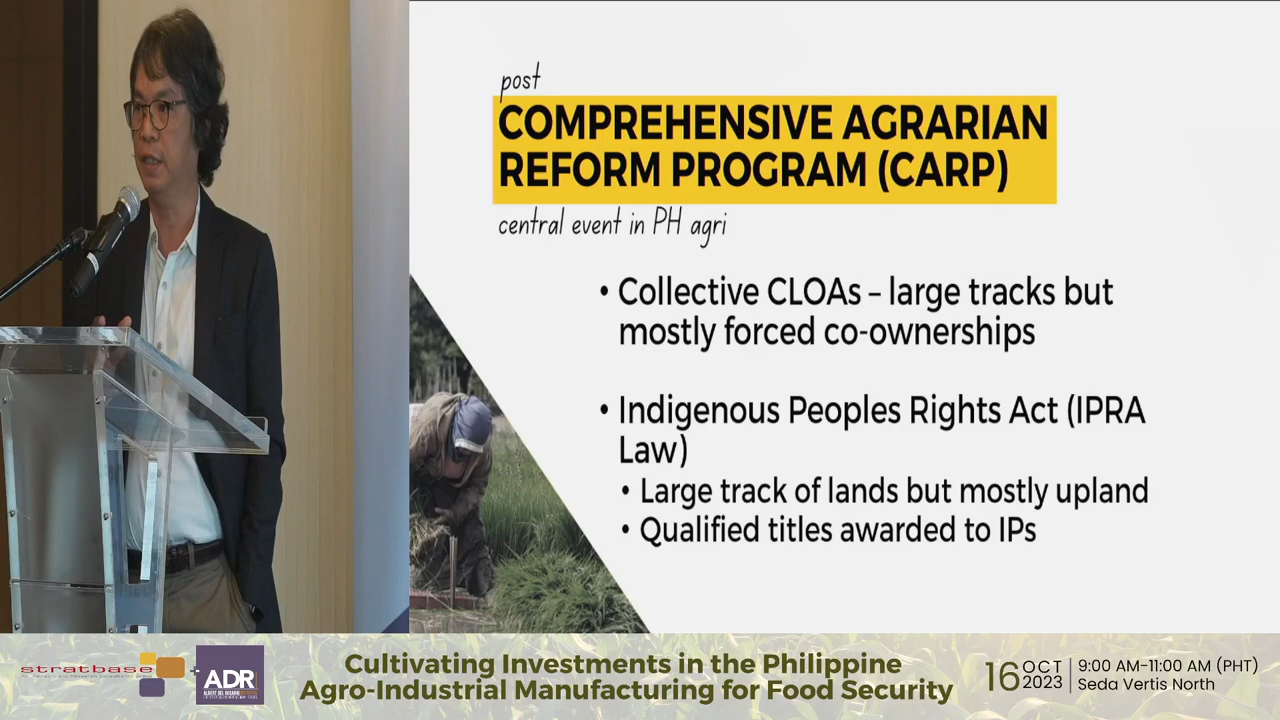 post
COMPREHENSIVE AGRARIAN
REFORM PROGRAM (CARP)
central event in PH agri
• Collective CLOAs – large tracks but
mostly forced co-ownerships
• Indigenous Peoples Rights Act (IPRA
Law)
• Large track of lands but mostly upland
• Qualified titles awarded to IPs
stratbase
+
ADR
Cultivating Investments in the Philippine
Agro-Industrial Manufacturing for Food Security
16 OCT
2023
9:00 AM-11:00 AM (PHT)
Seda Vertis North